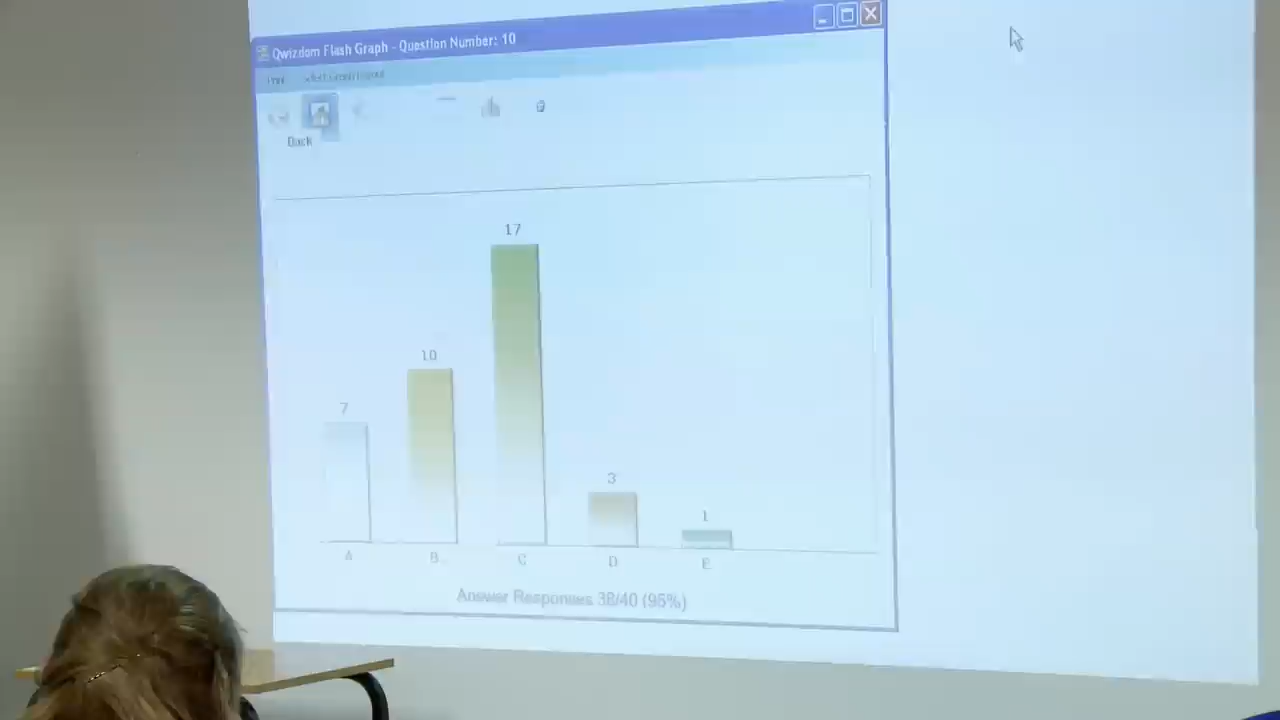 Qwizdom Flash Graph - Question Number: 10
Back
17
10
7
3
1
A B C D E
Answer Responses 38/40 (95%)